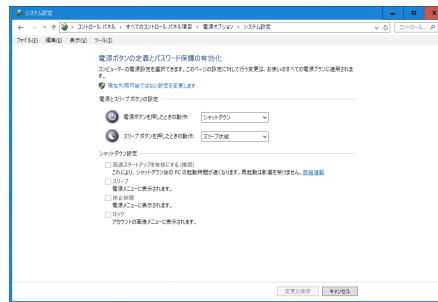 システム設定
コントロール パネル › すべてのコントロール パネル項目 › 電源オプション › システム設定
コントロール...
ファイル(F) 編集(E) 表示(V) ツール(T)
電源ボタンの定義とパスワード保護の有効化
コンピューターの電源設定を選択できます。このページの設定に対して行う変更は、お使いのすべての電源プランに適用されま
す。
現在利用可能ではない設定を変更します
電源とスリープ ボタンの設定
電源ボタンを押したときの動作: シャットダウン
スリープ ボタンを押したときの動作: スリープ状態
シャットダウン設定
高速スタートアップを有効にする (推奨)
これにより、シャットダウン後の PC の起動時間が速くなります。再起動は影響を受けません。詳細情報
スリープ
電源メニューに表示されます。
休止状態
電源メニューに表示されます。
ロック
アカウントの画像メニューに表示されます。
変更の保存 キャンセル